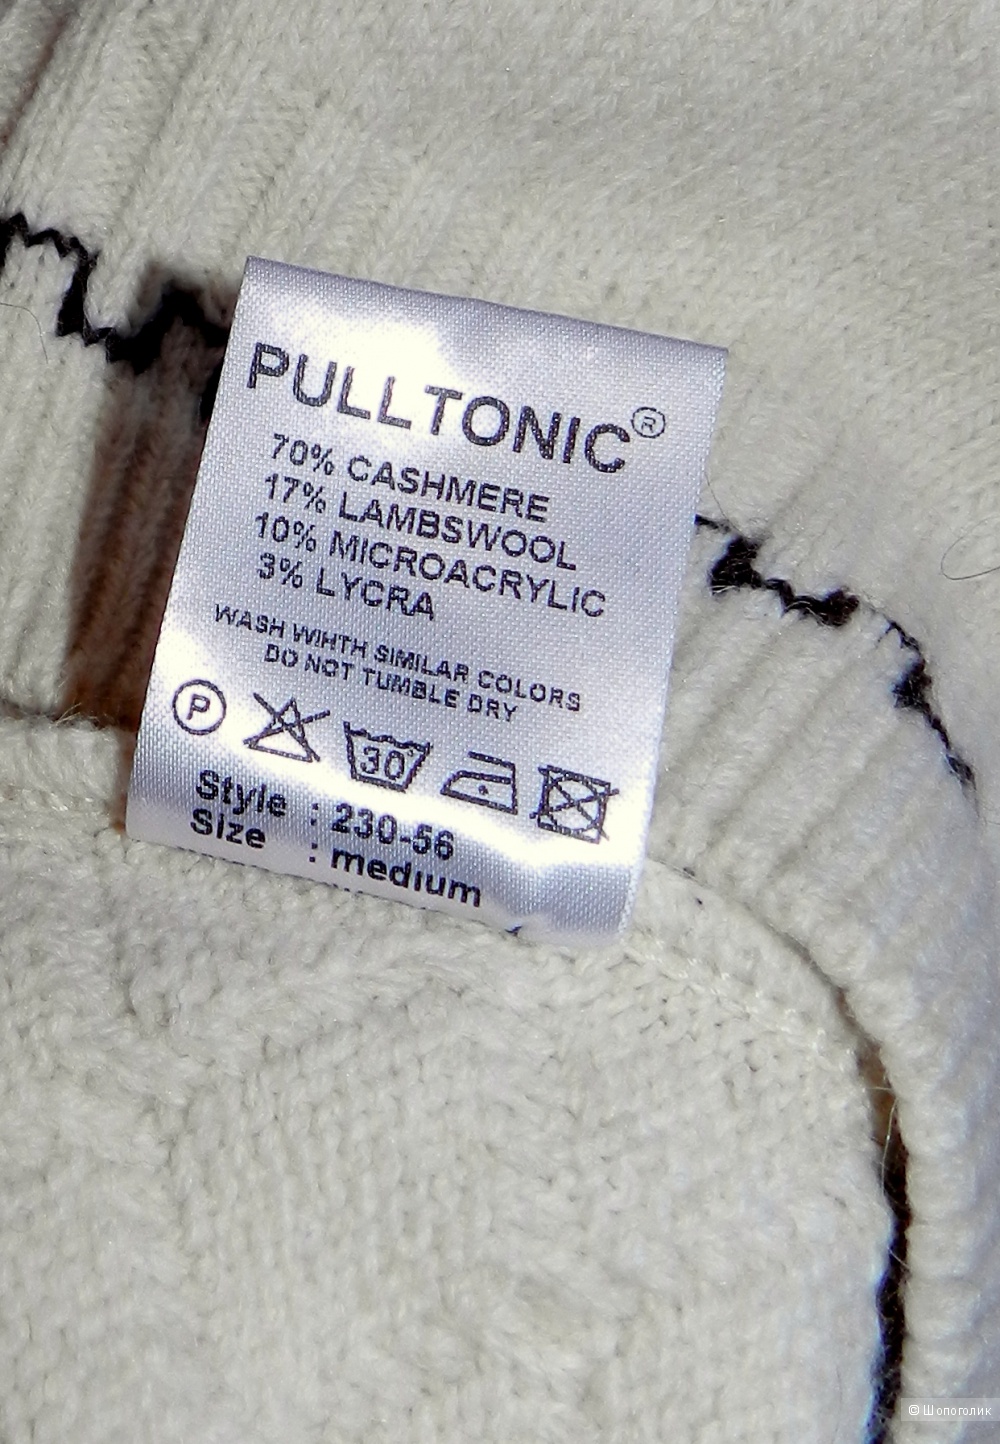 PULLTONIC®
70% CASHMERE
17% LAMBSWOOL
10% MICROACRYLIC
3% LYCRA
WASH WIHTH SIMILAR COLORS
DO NOT TUMBLE DRY
P 30°
Style : 230-56
Size : medium
© Шопоголик